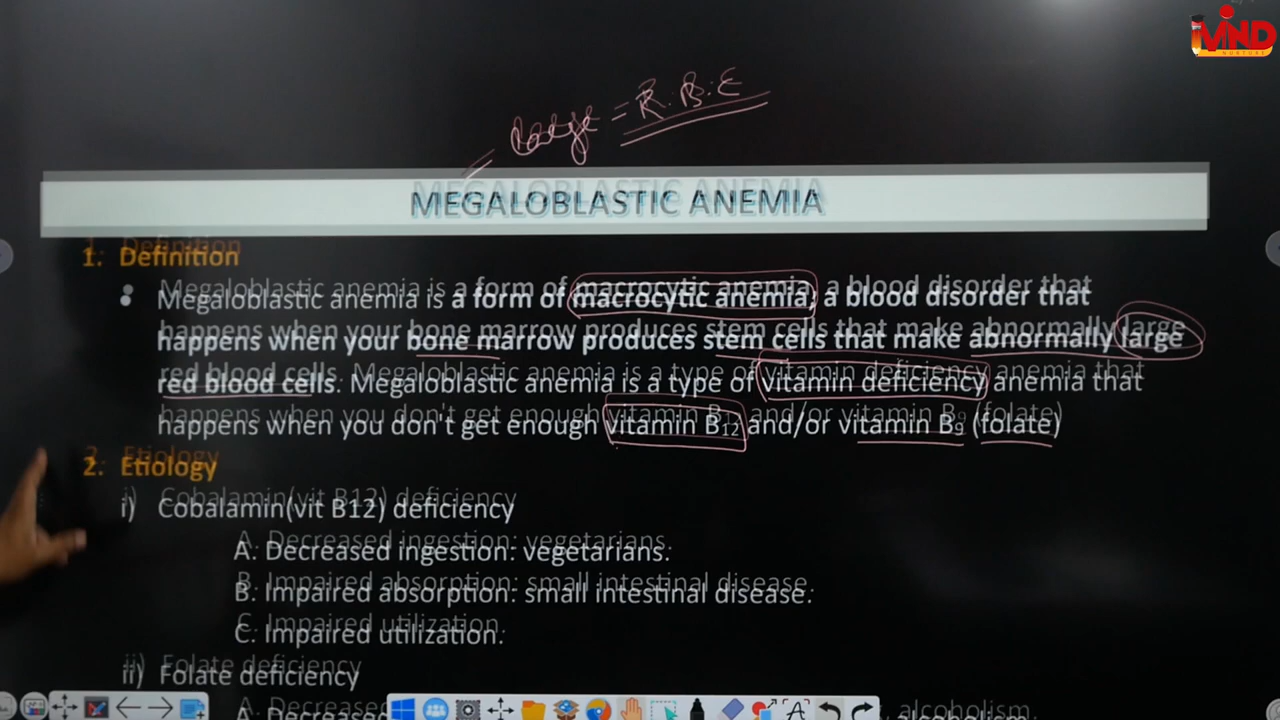 MIND
NURTURE
= Large = R.B.C
MEGALOBLASTIC ANEMIA
1. Definition
• Megaloblastic anemia is a form of macrocytic anemia, a blood disorder that
happens when your bone marrow produces stem cells that make abnormally large
red blood cells. Megaloblastic anemia is a type of vitamin deficiency anemia that
happens when you don't get enough vitamin B12 and/or vitamin B9 (folate)
2. Etiology
i) Cobalamin(vit B12) deficiency
A. Decreased ingestion: vegetarians.
B. Impaired absorption: small intestinal disease.
C. Impaired utilization.
ii) Folate deficiency
A. Decreased alcoholism.